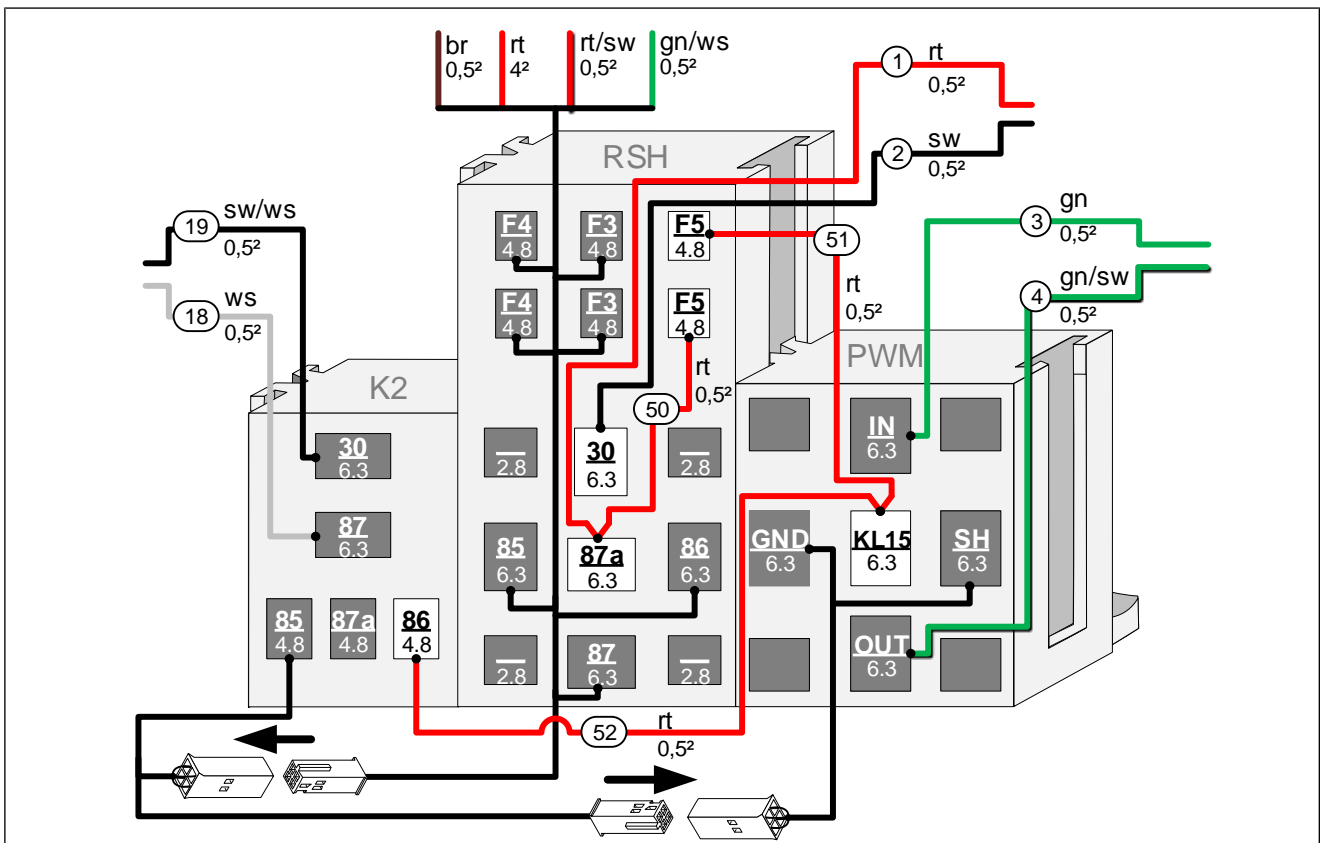 br
0,5²
rt
4²
rt/sw
0,5²
gn/ws
0,5²
1
rt
0,5²
2
sw
0,5²
RSH
19
sw/ws
0,5²
3
gn
0,5²
F4
4.8
F3
4.8
F5
4.8
51
rt
0,5²
4
gn/sw
0,5²
18
ws
0,5²
F4
4.8
F3
4.8
F5
4.8
rt
0,5²
50
PWM
K2
30
6.3
87
6.3
85
4.8
87a
4.8
86
4.8
2.8
30
6.3
2.8
85
6.3
87a
6.3
86
6.3
2.8
87
6.3
2.8
IN
6.3
GND
6.3
KL15
6.3
SH
6.3
OUT
6.3
52
rt
0,5²